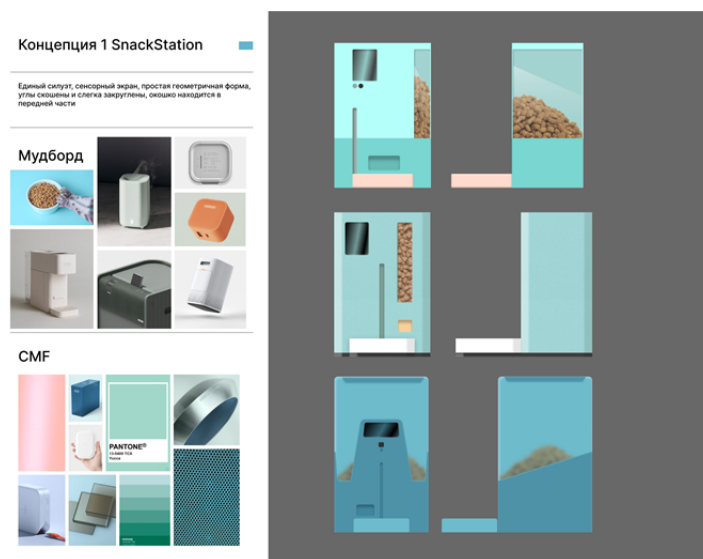 Концепция 1 SnackStation
Единый силуэт, сенсорный экран, простая геометричная форма,
углы скошены и слегка закруглены, окошко находится в
передней части
Мудборд
CMF
PANTONE®